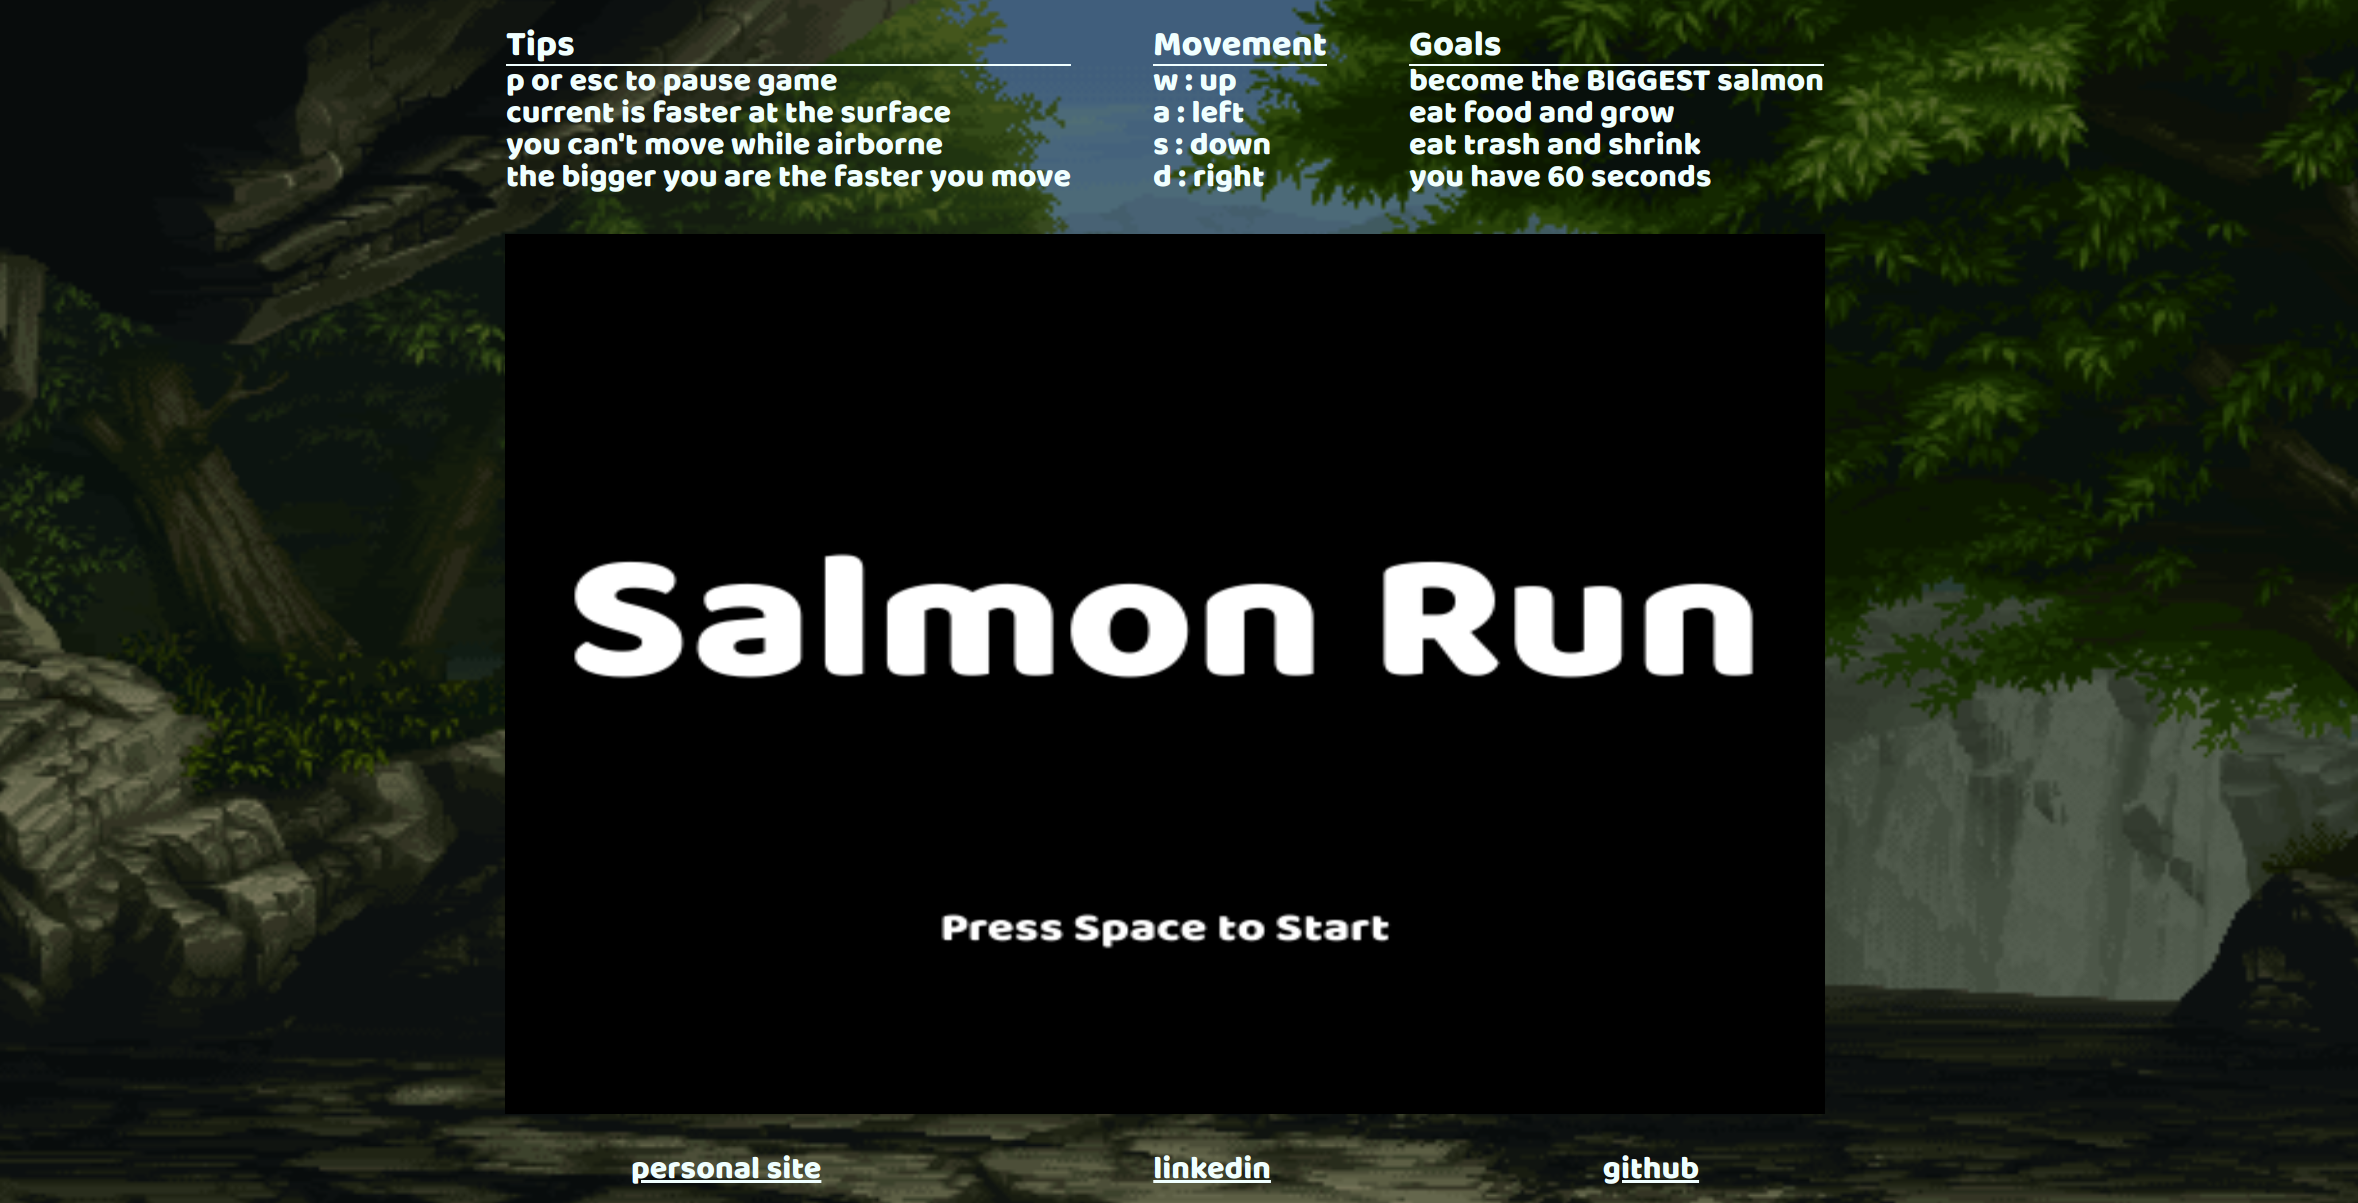 Tips
p or esc to pause game
current is faster at the surface
you can't move while airborne
the bigger you are the faster you move
Movement
w : up
a : left
s : down
d : right
Goals
become the BIGGEST salmon
eat food and grow
eat trash and shrink
you have 60 seconds
Salmon Run
Press Space to Start
personal site
linkedin
github